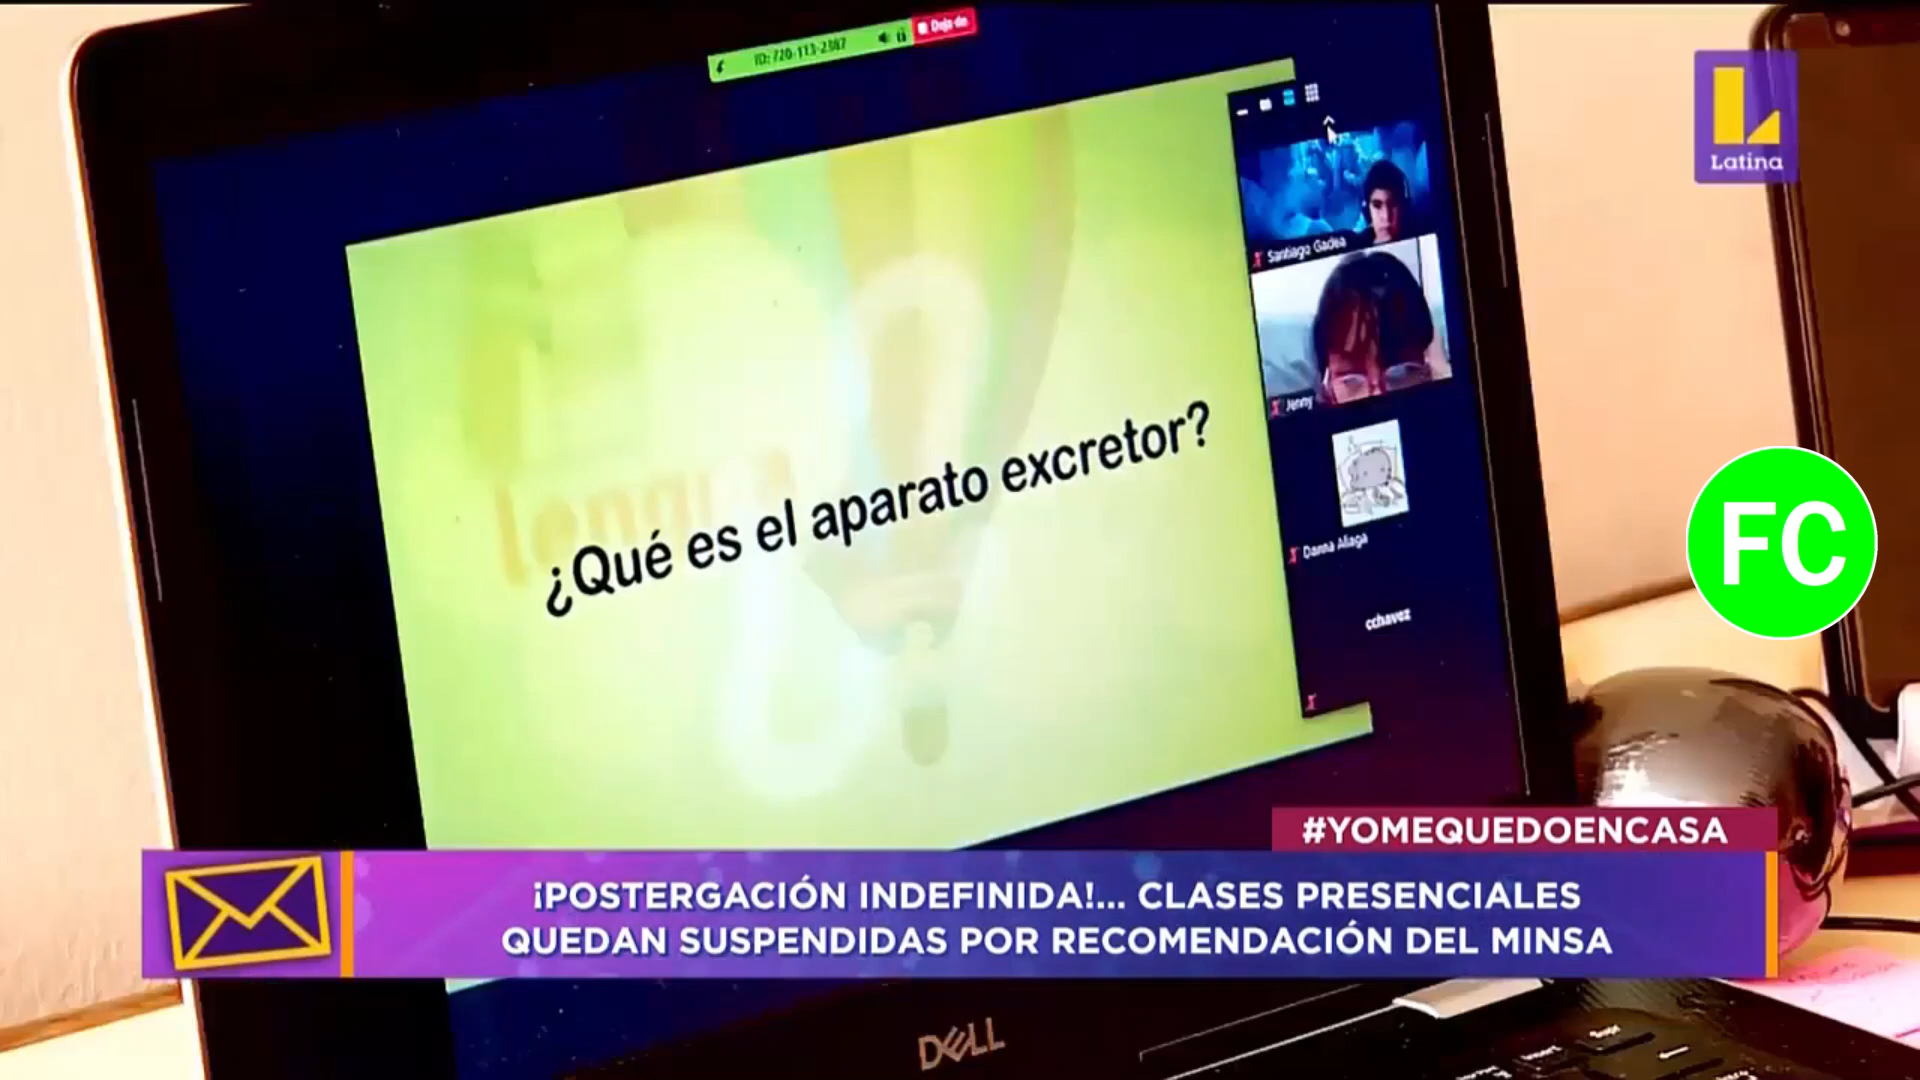 ID: 720-113-2387
Deja de
Latina
Santiago Gadea
Jenny
¿Qué es el aparato excretor?
Danna Aliaga
FC
cchavez
#YOMEQUEDOENCASA
¡POSTERGACIÓN INDEFINIDA!... CLASES PRESENCIALES
QUEDAN SUSPENDIDAS POR RECOMENDACIÓN DEL MINSA
DELL